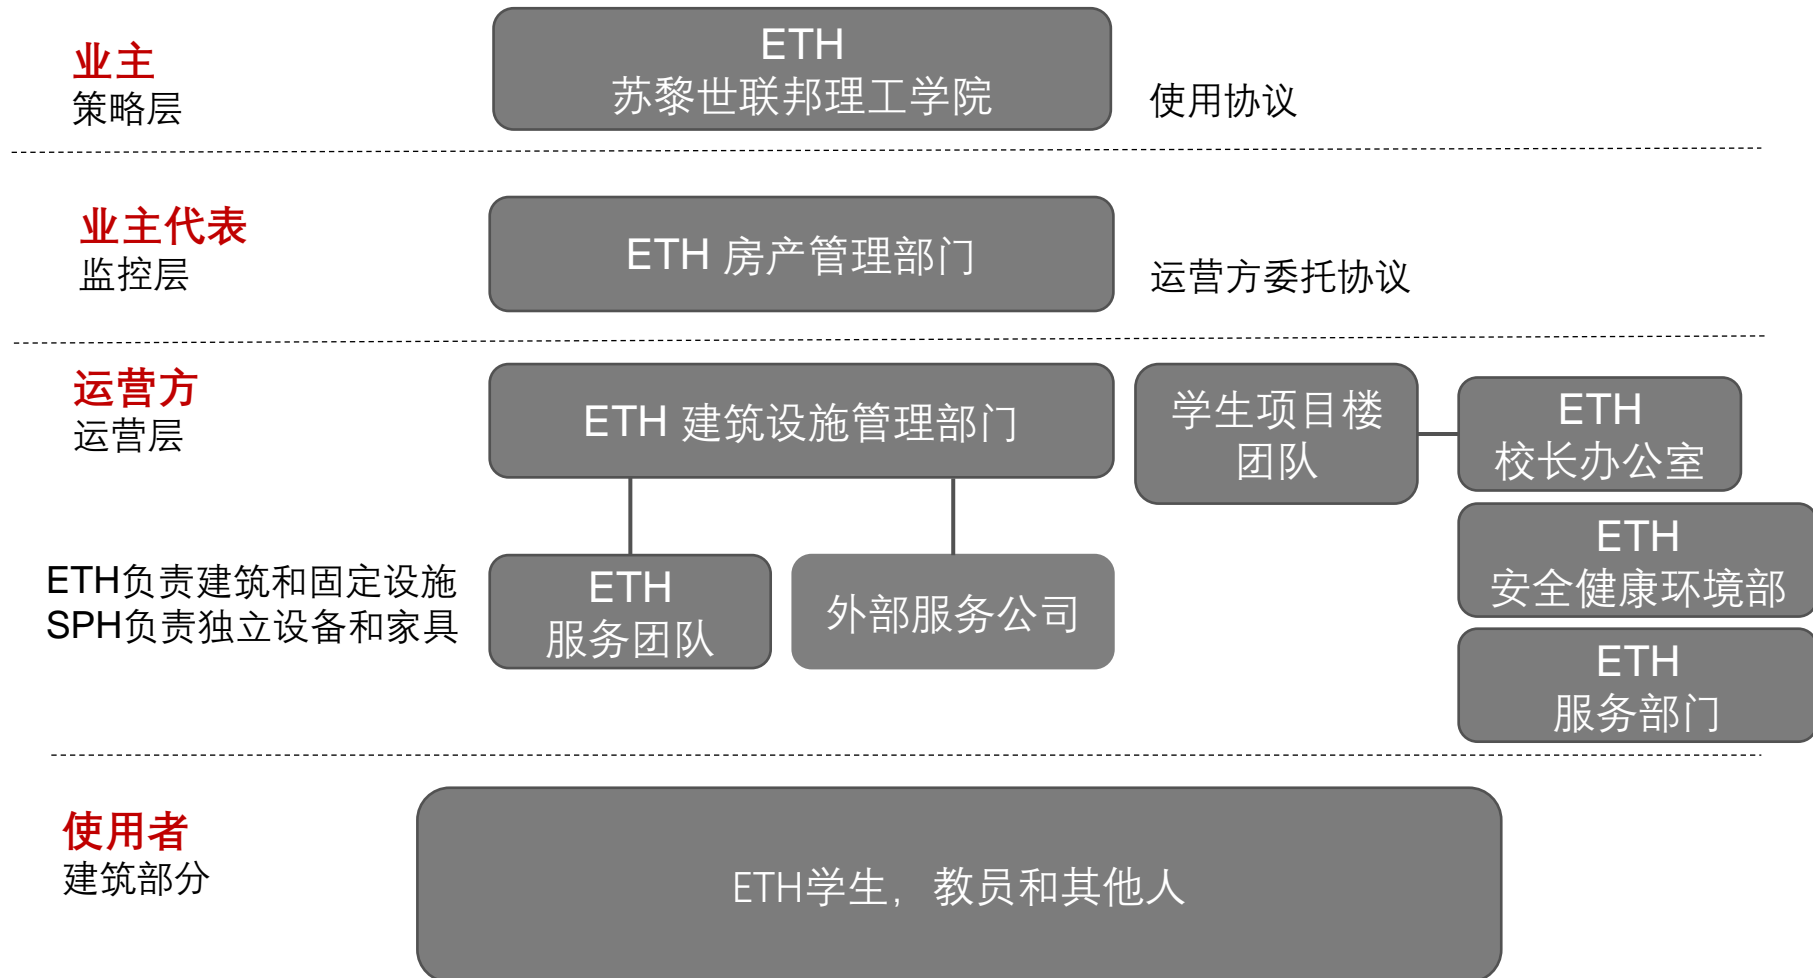 业主
策略层
ETH
苏黎世联邦理工学院
使用协议
业主代表
监控层
ETH 房产管理部门
运营方委托协议
运营方
运营层
ETH 建筑设施管理部门
学生项目楼
团队
ETH
校长办公室
ETH
安全健康环境部
ETH
服务部门
ETH负责建筑和固定设施
SPH负责独立设备和家具
ETH
服务团队
外部服务公司
使用者
建筑部分
ETH学生，教员和其他人